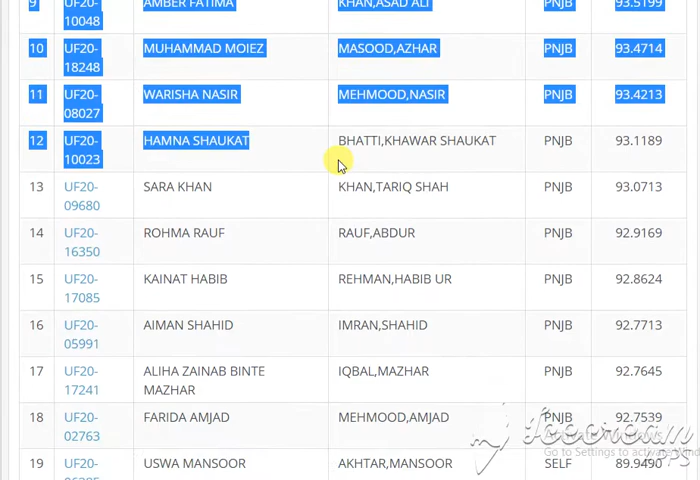 9 UF20- AMBER FATIMA KHAN,ASAD ALI PNJB 93.5199
10048
10 UF20- MUHAMMAD MOIEZ MASOOD,AZHAR PNJB 93.4714
18248
11 UF20- WARISHA NASIR MEHMOOD,NASIR PNJB 93.4213
08027
12 UF20- HAMNA SHAUKAT BHATTI,KHAWAR SHAUKAT PNJB 93.1189
10023
13 UF20- SARA KHAN KHAN,TARIQ SHAH PNJB 93.0713
09680
14 UF20- ROHMA RAUF RAUF,ABDUR PNJB 92.9169
16350
15 UF20- KAINAT HABIB REHMAN,HABIB UR PNJB 92.8624
17085
16 UF20- AIMAN SHAHID IMRAN,SHAHID PNJB 92.7713
05991
17 UF20- ALIHA ZAINAB BINTE IQBAL,MAZHAR PNJB 92.7645
17241 MAZHAR
18 UF20- FARIDA AMJAD MEHMOOD,AMJAD PNJB 92.7539
02763
Icecream
Go to Settings to activate Wind
APPS
19 UF20- USWA MANSOOR AKHTAR,MANSOOR SELF 89.9490